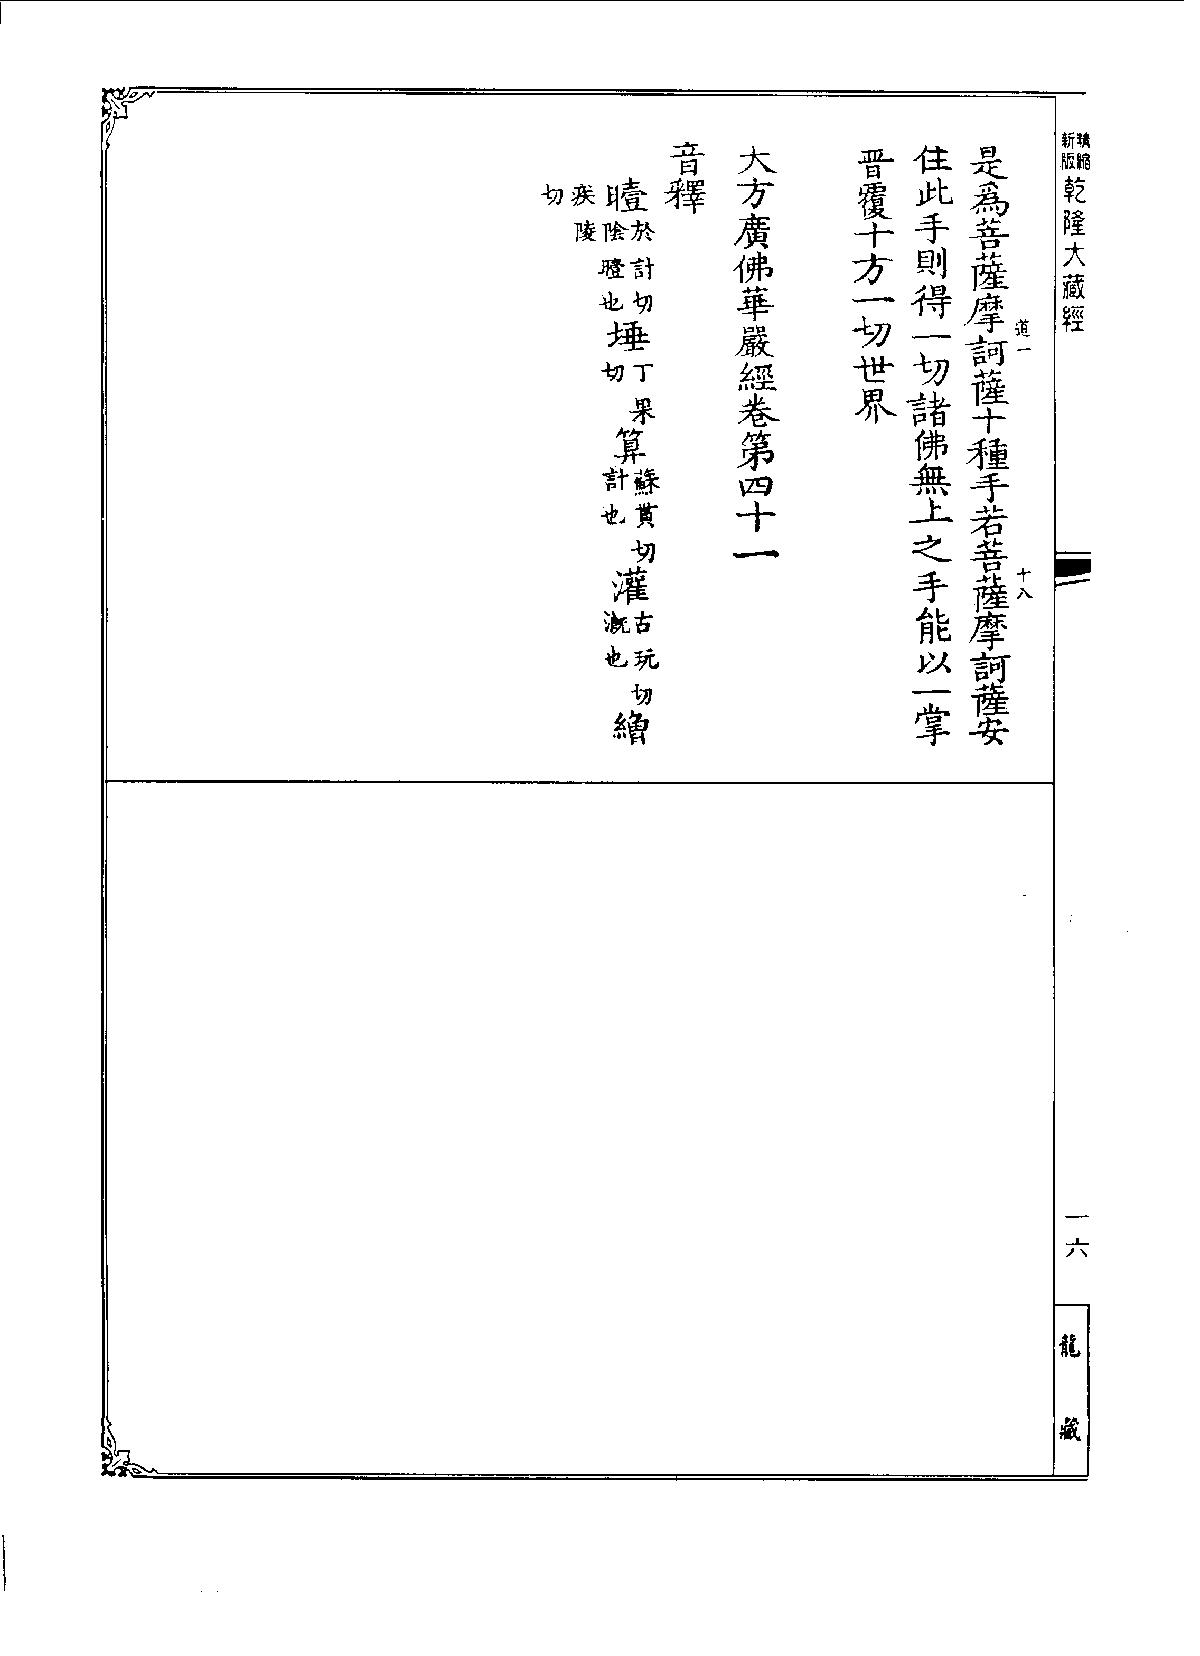 精縮新版乾隆大藏經
一六
龍藏
道一
十八
是為菩薩摩訶薩十種手若菩薩摩訶薩安
住此手則得一切諸佛無上之手能以一掌
普覆十方一切世界
大方廣佛華嚴經卷第四十一
音釋
曀於計切陰曀也埵丁果切算蘇貫切計也灌古玩切溉也繒
疾陵切